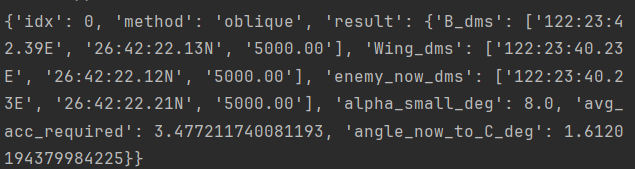 {'idx': 0, 'method': 'oblique', 'result': {'B_dms': ['122:23:4
2.39E', '26:42:22.13N', '5000.00'], 'Wing_dms': ['122:23:40.23
E', '26:42:22.12N', '5000.00'], 'enemy_now_dms': ['122:23:40.2
3E', '26:42:22.21N', '5000.00'], 'alpha_small_deg': 8.0, 'avg_
acc_required': 3.477211740081193, 'angle_now_to_C_deg': 1.6120
194379984225}}